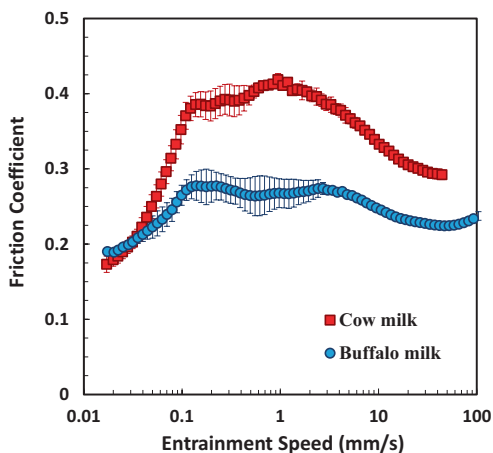 0.5
0.4
0.3
0.2
0.1
0
Friction Coefficient
Cow milk
Buffalo milk
0.01
0.1
1
10
100
Entrainment Speed (mm/s)